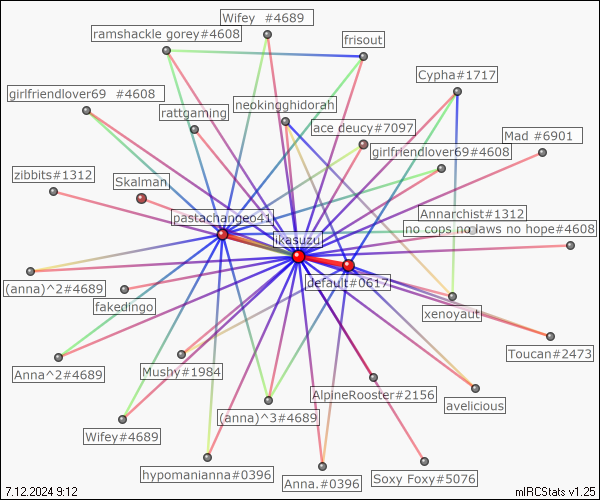 Wifey  #4689
ramshackle gorey#4608
frisout
Cypha#1717
girlfriendlover69  #4608
neokingghidorah
rattgaming
ace deucy#7097
Mad #6901
girlfriendlover69#4608
zibbits#1312
Skalman
pastachangeo41
Annarchist#1312
no cops no laws no hope#4608
ikasuzu
default#0617
(anna)^2#4689
fakedingo
xenoyaut
Toucan#2473
Anna^2#4689
Mushy#1984
AlpineRooster#2156
avelicious
(anna)^3#4689
Wifey#4689
hypomanianna#0396
Anna.#0396
Soxy Foxy#5076
7.12.2024 9:12
mIRCStats v1.25